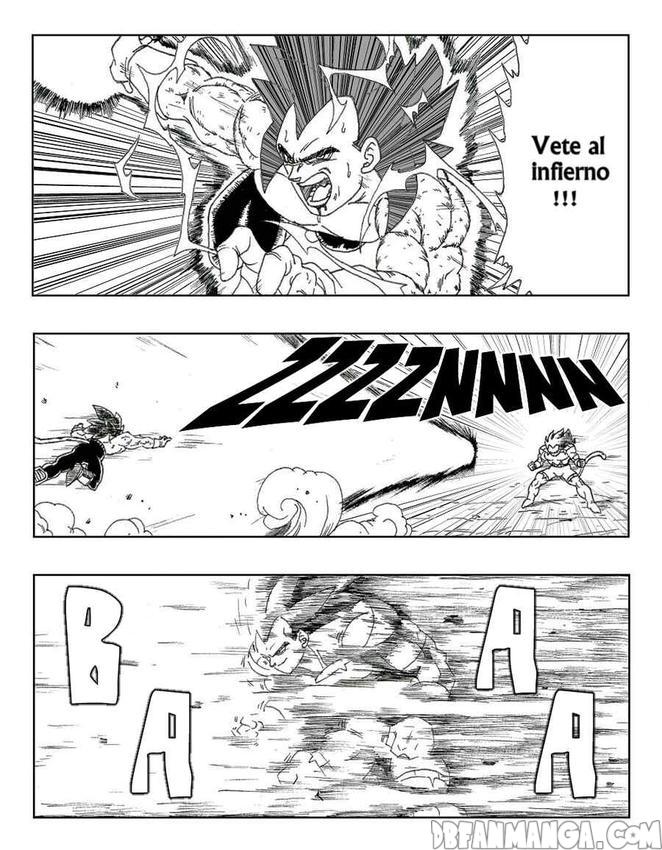 Vete al
infierno
!!!
ZZZZNNNN
B A A A
DBFANMANGA.COM